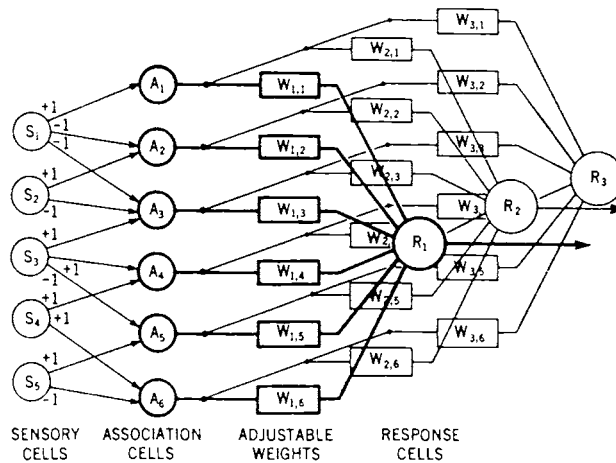 W3,1
W2,1
A1
W1,1
W3,2
+1
-1
-1
Si
W2,2
A2
W1,2
+1
W3,3
S2
W2,3
R3
-1
A3
W1,3
W3
R2
+1
W2
R1
S3
-1
+1
A4
W1,4
W3,5
+1
W2,5
S4
+1
A5
W1,5
W3,6
+1
W2,6
S5
-1
A6
W1,6
SENSORY CELLS
ASSOCIATION CELLS
ADJUSTABLE WEIGHTS
RESPONSE CELLS